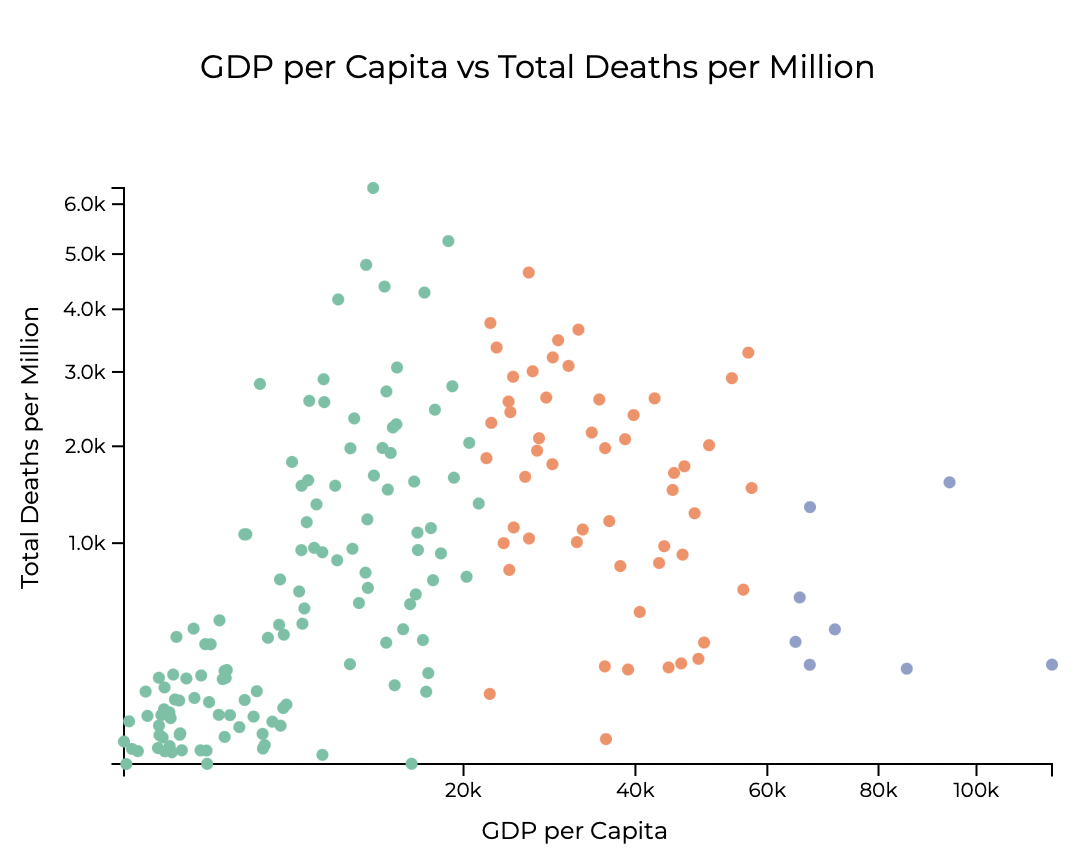 GDP per Capita vs Total Deaths per Million
6.0k
5.0k
4.0k
3.0k
2.0k
1.0k
Total Deaths per Million
20k 40k 60k 80k 100k
GDP per Capita